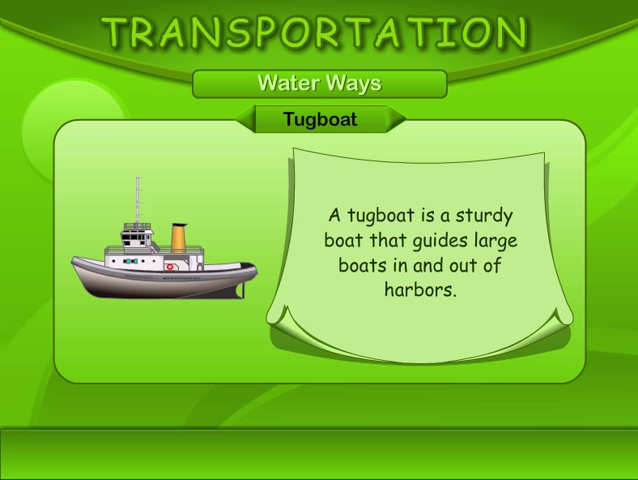 TRANSPORTATION
Water Ways
Tugboat
A tugboat is a sturdy
boat that guides large
boats in and out of
harbors.